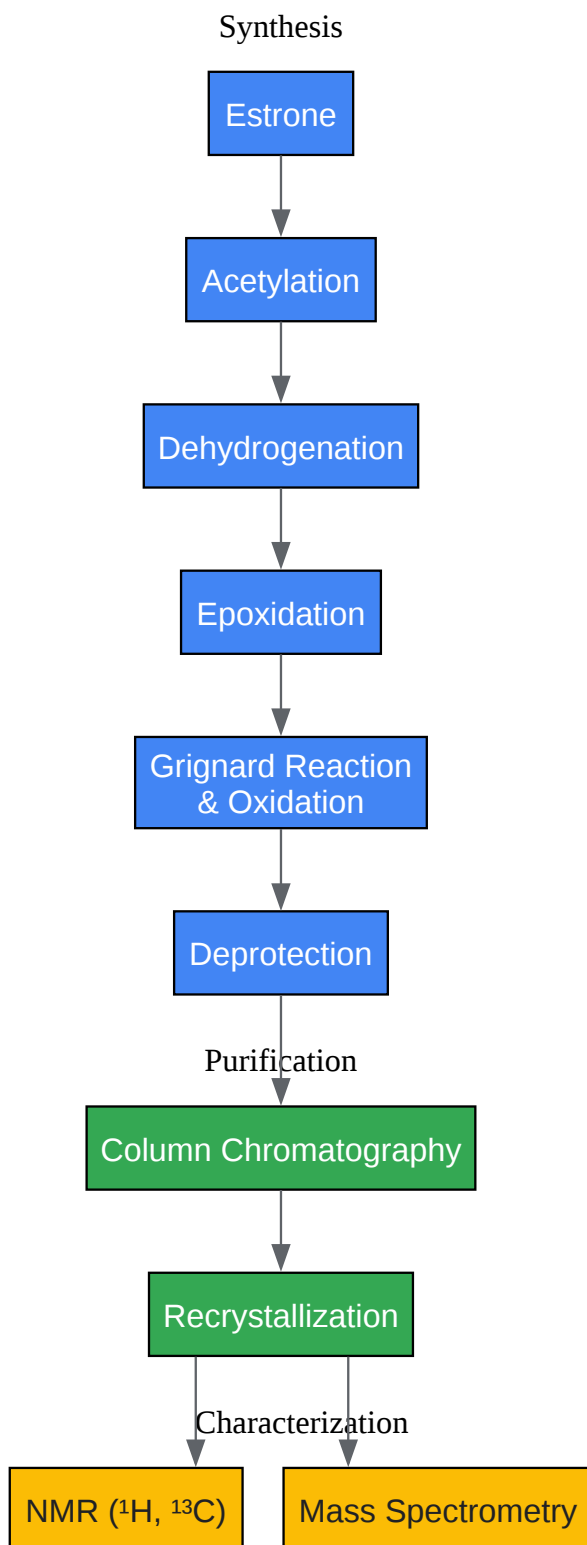 Synthesis
Estrone
Acetylation
Dehydrogenation
Epoxidation
Grignard Reaction
& Oxidation
Deprotection
Purification
Column Chromatography
Recrystallization
Characterization
NMR (¹H, ¹³C)
Mass Spectrometry